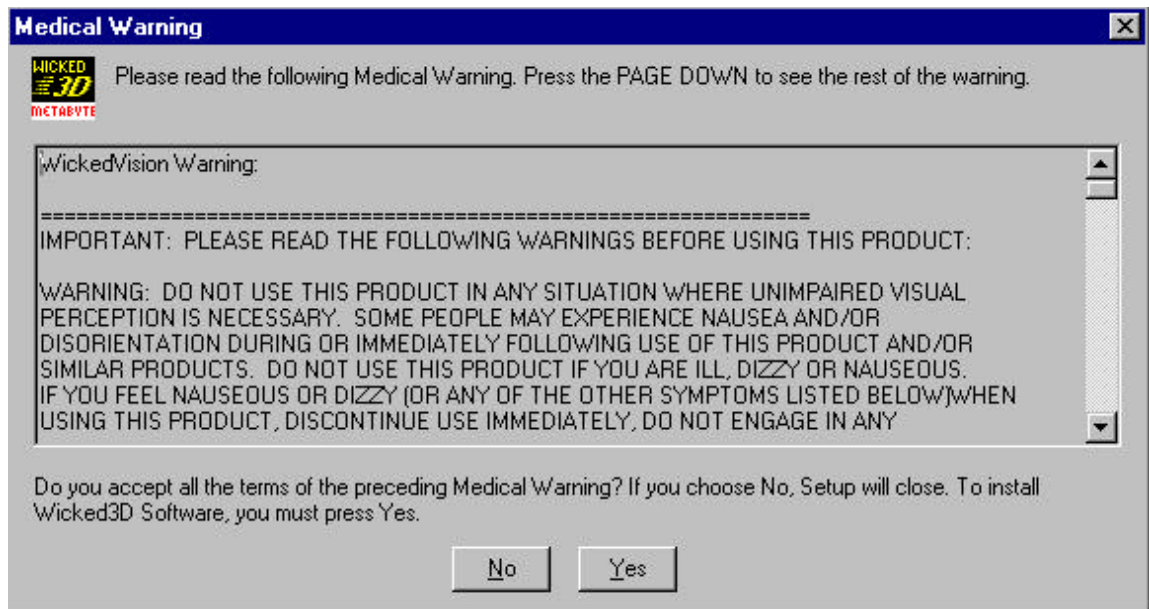 Medical Warning
WICKED
3D
METABYTE
Please read the following Medical Warning. Press the PAGE DOWN to see the rest of the warning.
WickedVision Warning:
=================================================================
IMPORTANT:  PLEASE READ THE FOLLOWING WARNINGS BEFORE USING THIS PRODUCT:
WARNING:  DO NOT USE THIS PRODUCT IN ANY SITUATION WHERE UNIMPAIRED VISUAL
PERCEPTION IS NECESSARY.  SOME PEOPLE MAY EXPERIENCE NAUSEA AND/OR
DISORIENTATION DURING OR IMMEDIATELY FOLLOWING USE OF THIS PRODUCT AND/OR
SIMILAR PRODUCTS.  DO NOT USE THIS PRODUCT IF YOU ARE ILL, DIZZY OR NAUSEOUS.
IF YOU FEEL NAUSEOUS OR DIZZY (OR ANY OF THE OTHER SYMPTOMS LISTED BELOW)WHEN
USING THIS PRODUCT, DISCONTINUE USE IMMEDIATELY, DO NOT ENGAGE IN ANY
Do you accept all the terms of the preceding Medical Warning? If you choose No, Setup will close. To install
Wicked3D Software, you must press Yes.
No
Yes